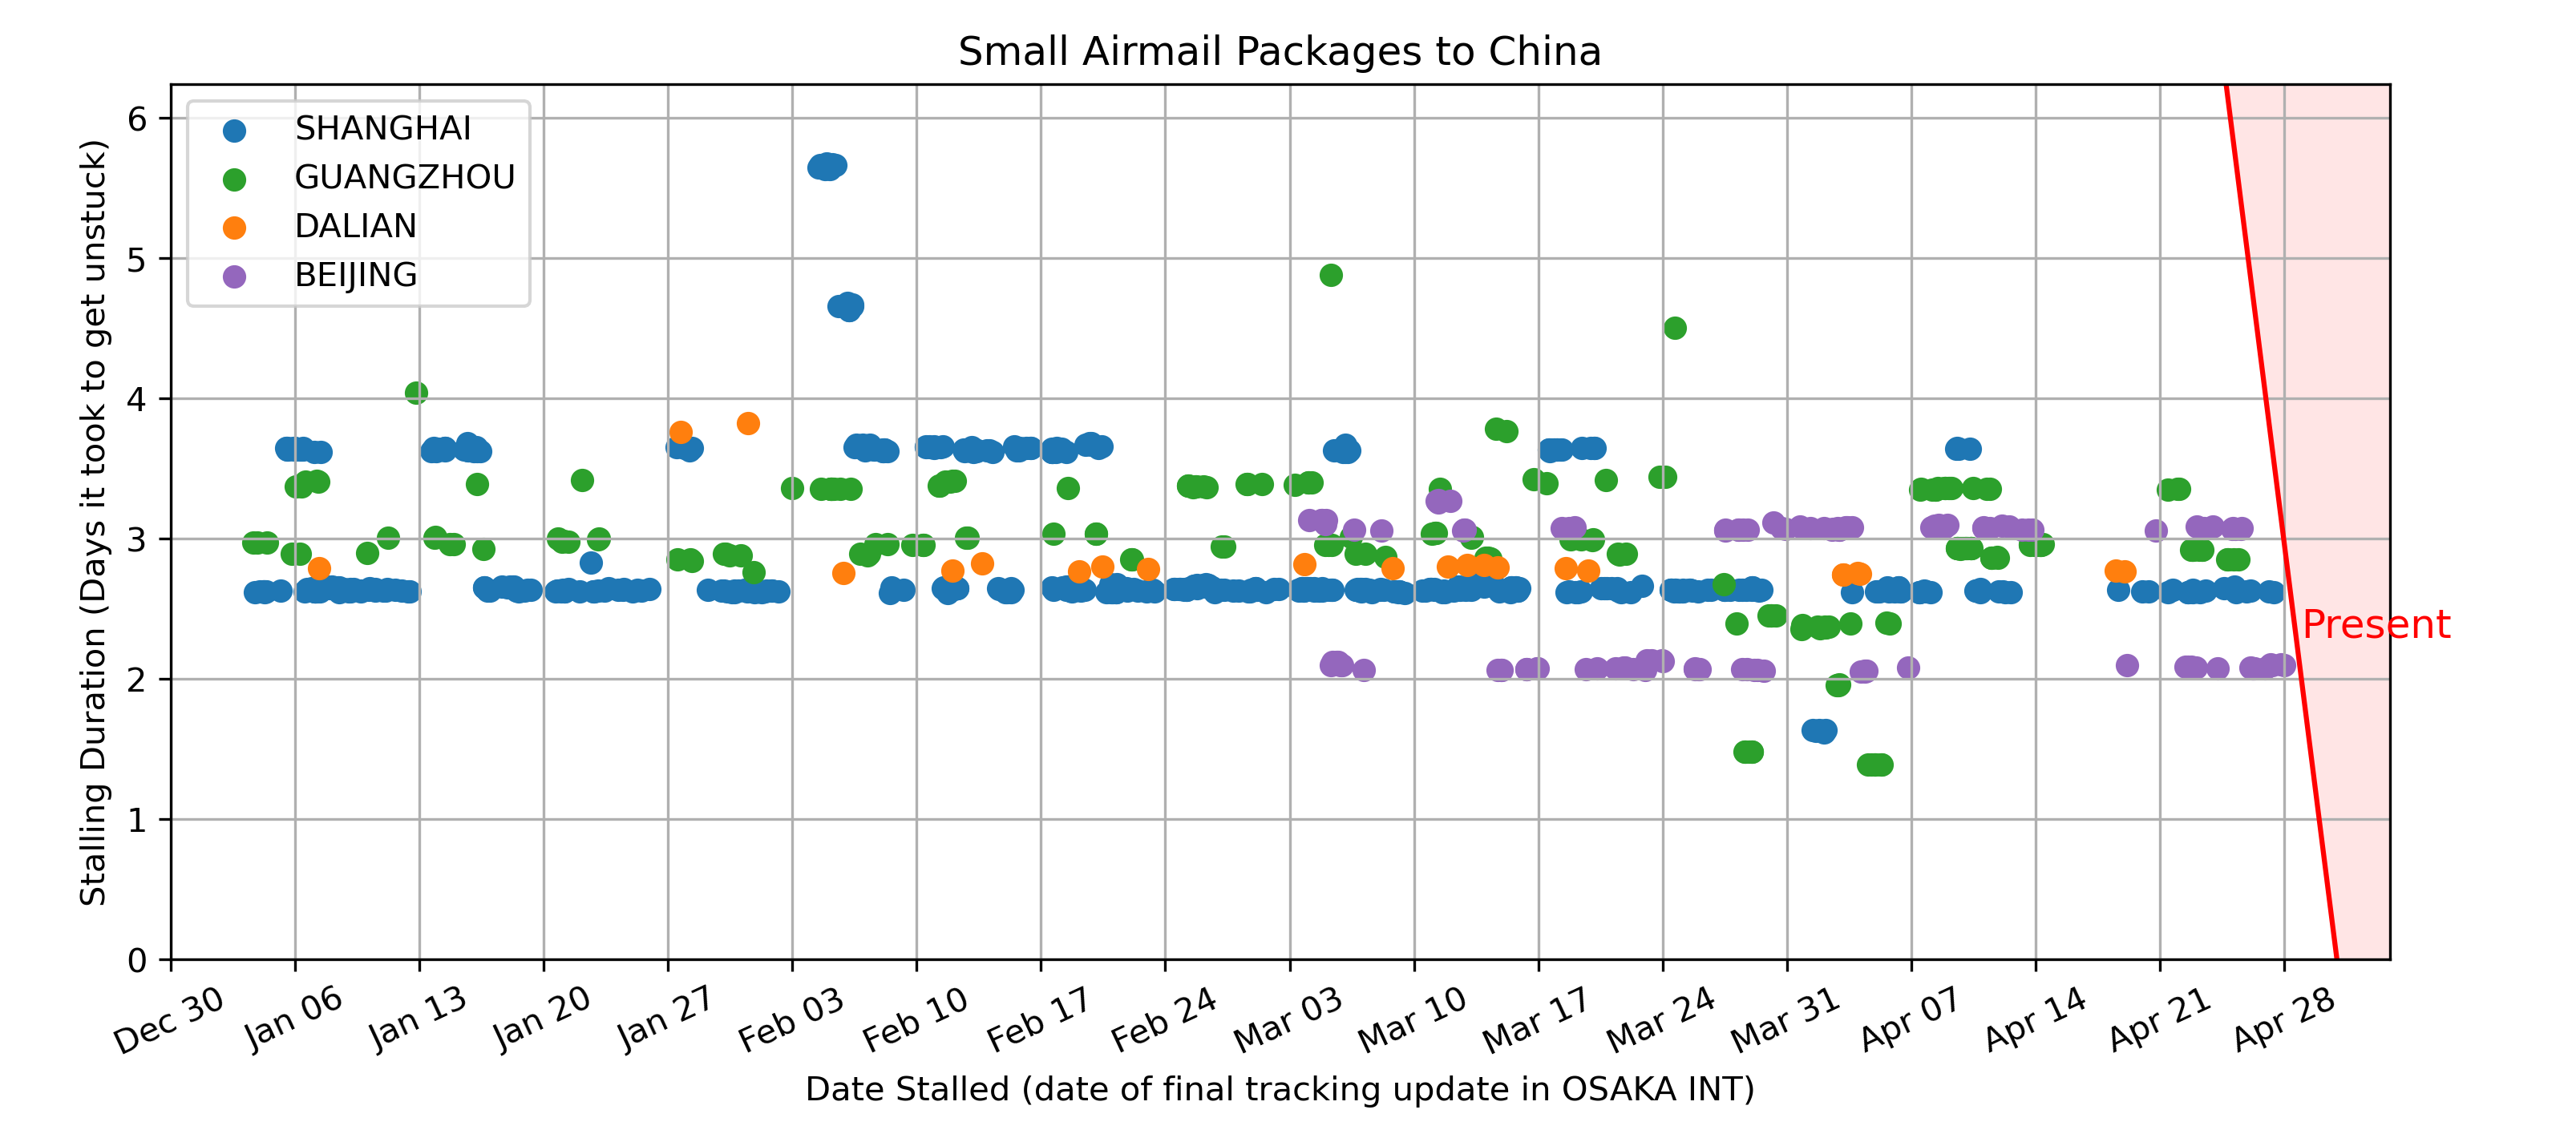 Small Airmail Packages to China
Stalling Duration (Days it took to get unstuck)
6
5
4
3
2
1
0
SHANGHAI
GUANGZHOU
DALIAN
BEIJING
Present
Dec 30
Jan 06
Jan 13
Jan 20
Jan 27
Feb 03
Feb 10
Feb 17
Feb 24
Mar 03
Mar 10
Mar 17
Mar 24
Mar 31
Apr 07
Apr 14
Apr 21
Apr 28
Date Stalled (date of final tracking update in OSAKA INT)